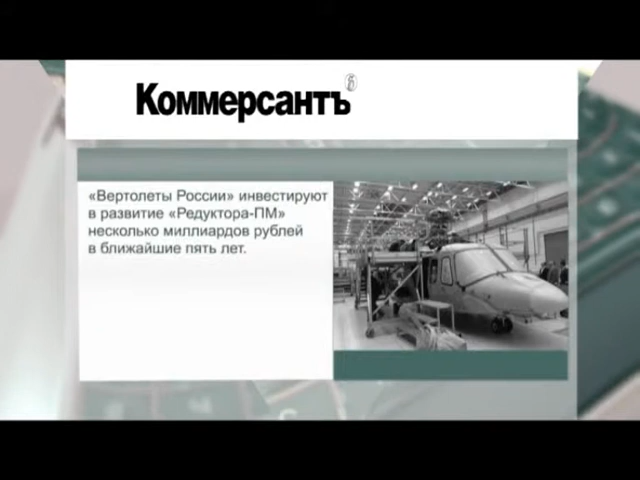 Коммерсантъ
«Вертолеты России» инвестируют
в развитие «Редуктора-ПМ»
несколько миллиардов рублей
в ближайшие пять лет.